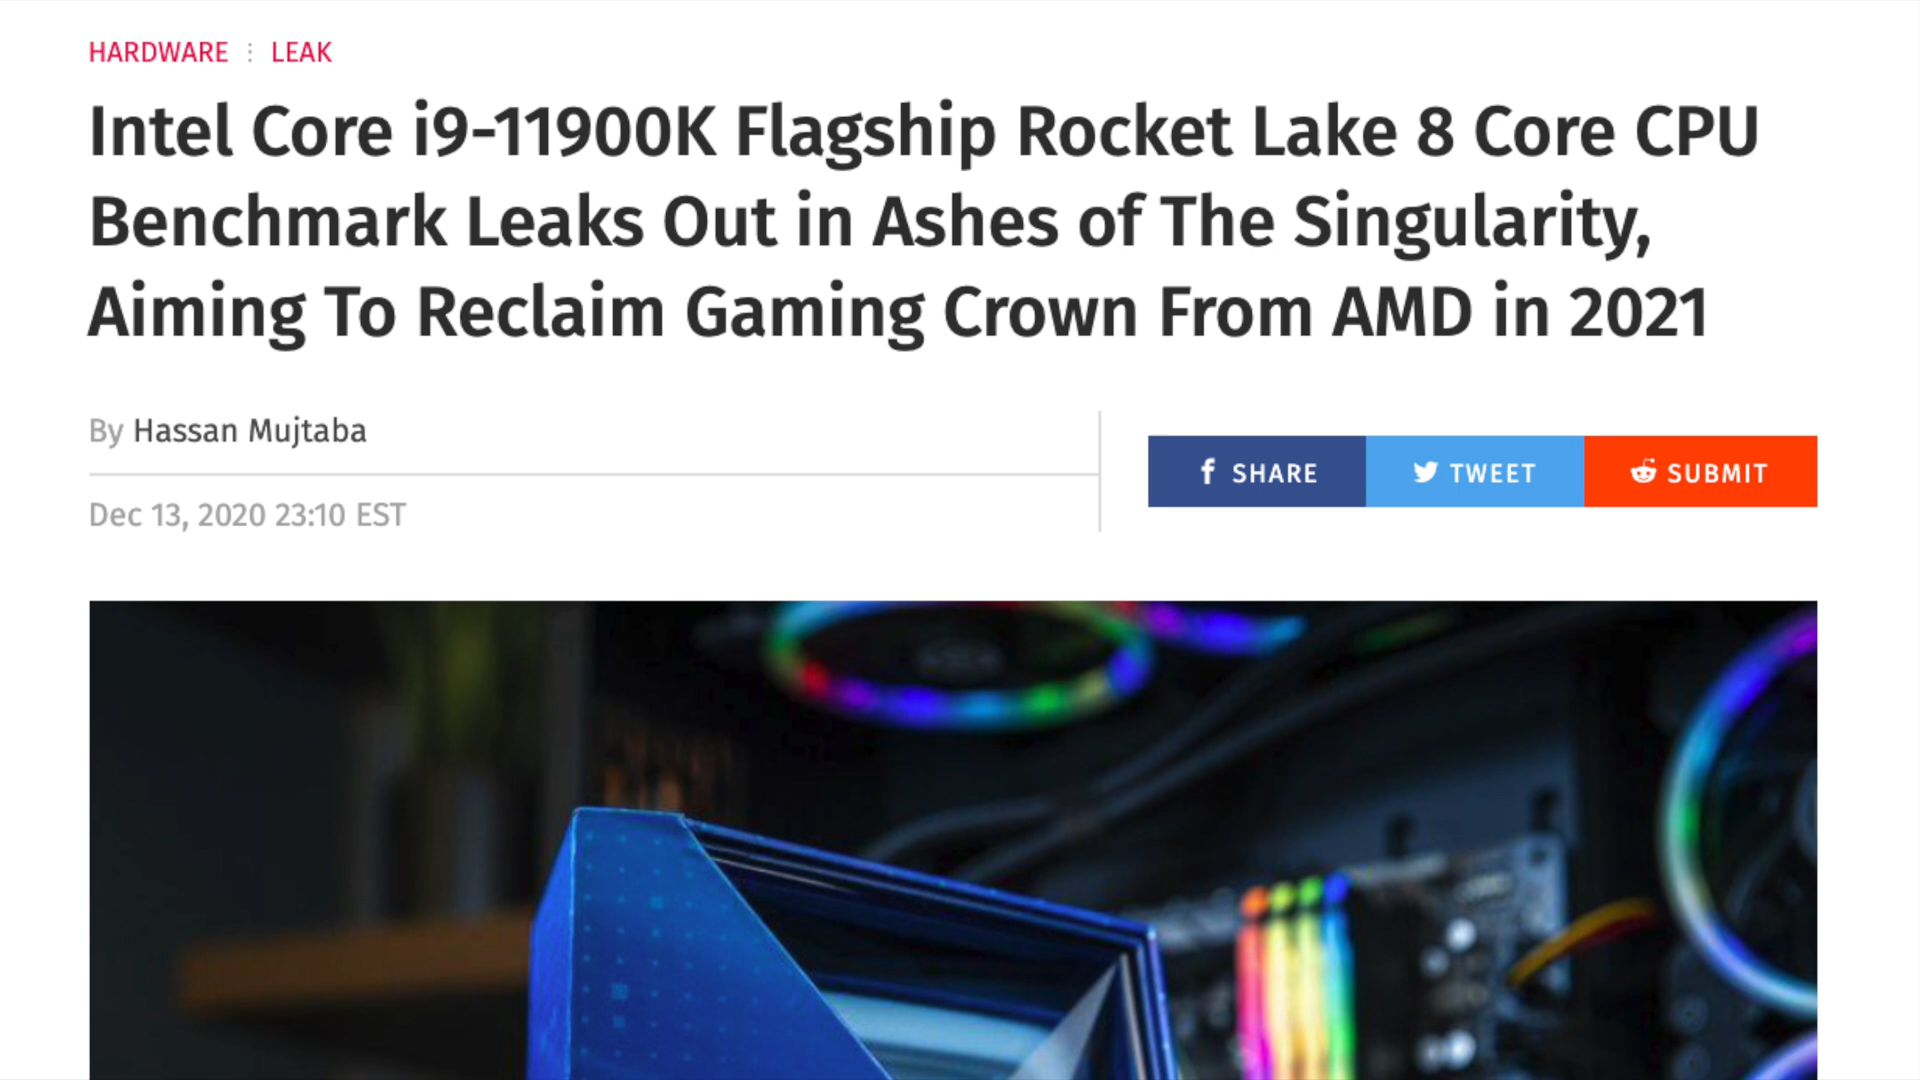 HARDWARE ⋮ LEAK
Intel Core i9-11900K Flagship Rocket Lake 8 Core CPU
Benchmark Leaks Out in Ashes of The Singularity,
Aiming To Reclaim Gaming Crown From AMD in 2021
By Hassan Mujtaba
Dec 13, 2020 23:10 EST
SHARE TWEET SUBMIT